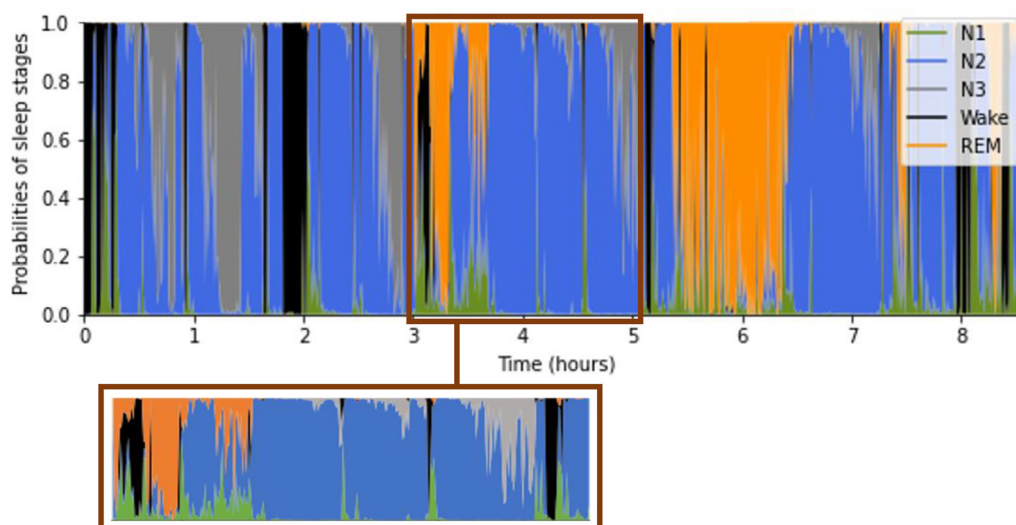 Probabilities of sleep stages
1.0
0.8
0.6
0.4
0.2
0.0
0 1 2 3 4 5 6 7 8
Time (hours)
N1
N2
N3
Wake
REM